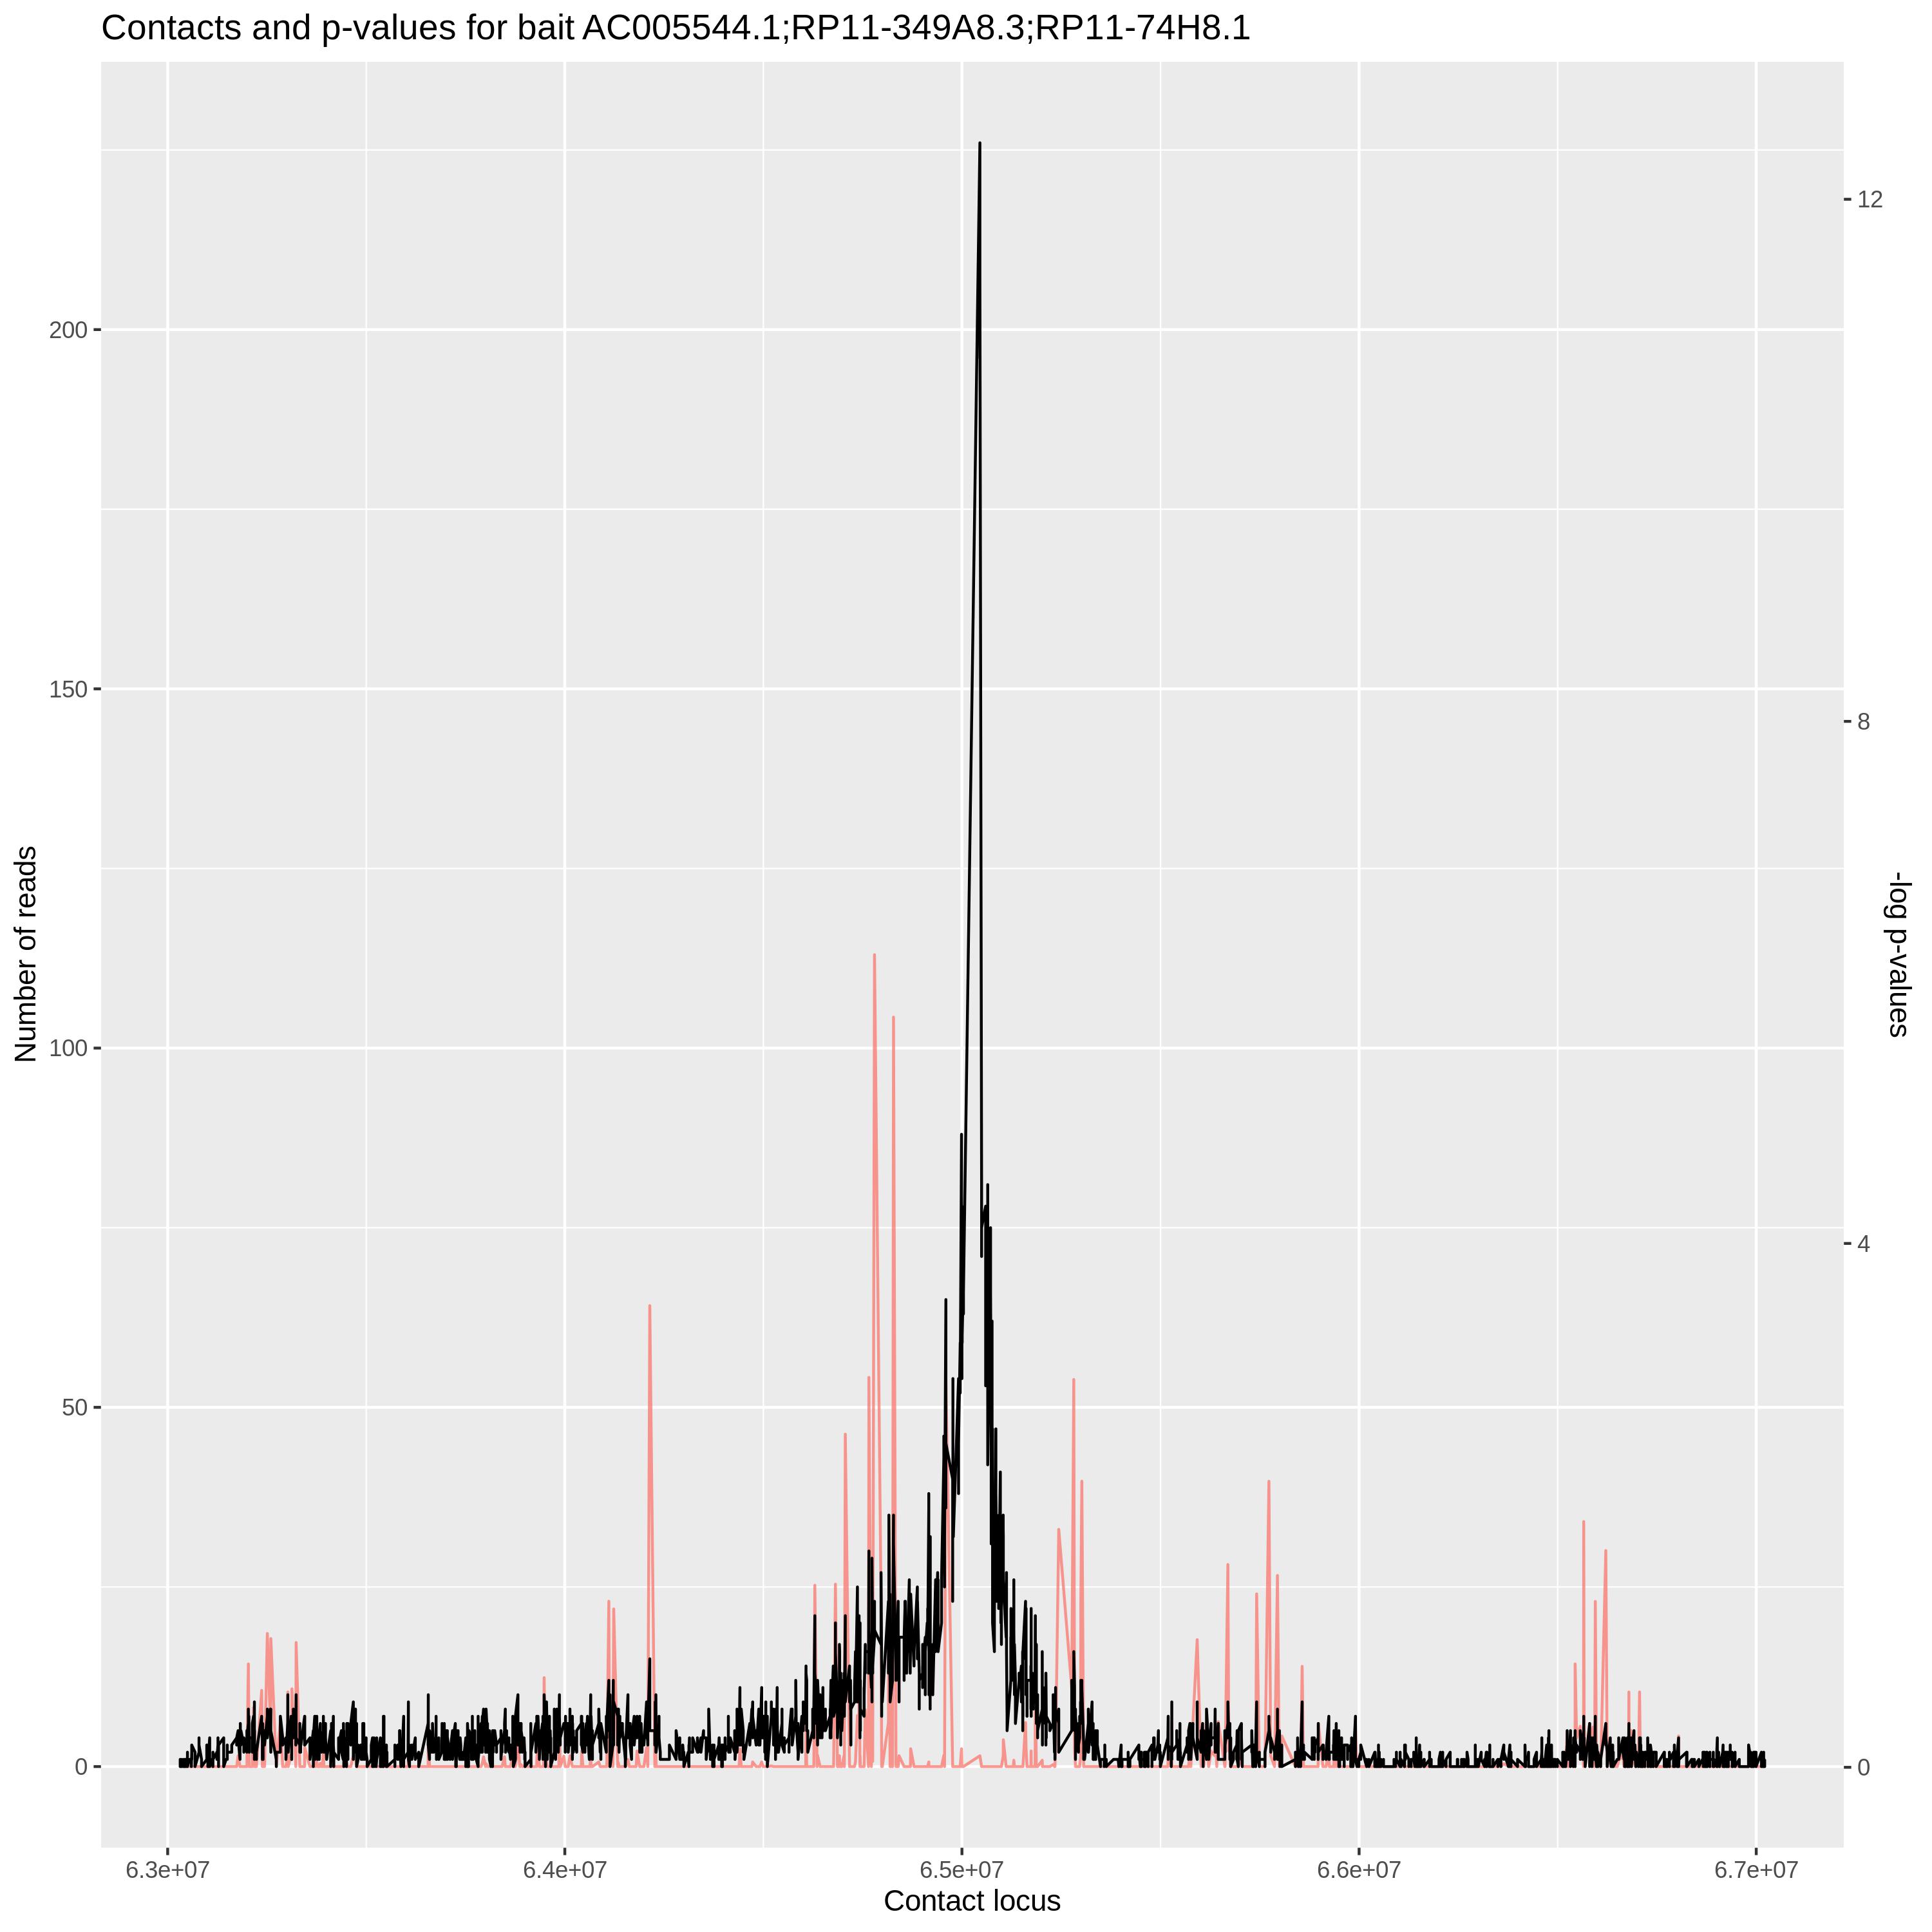 Contacts and p-values for bait AC005544.1;RP11-349A8.3;RP11-74H8.1
Number of reads
200
150
100
50
0
12
8
4
0
-log p-values
6.3e+07 6.4e+07 6.5e+07 6.6e+07 6.7e+07
Contact locus